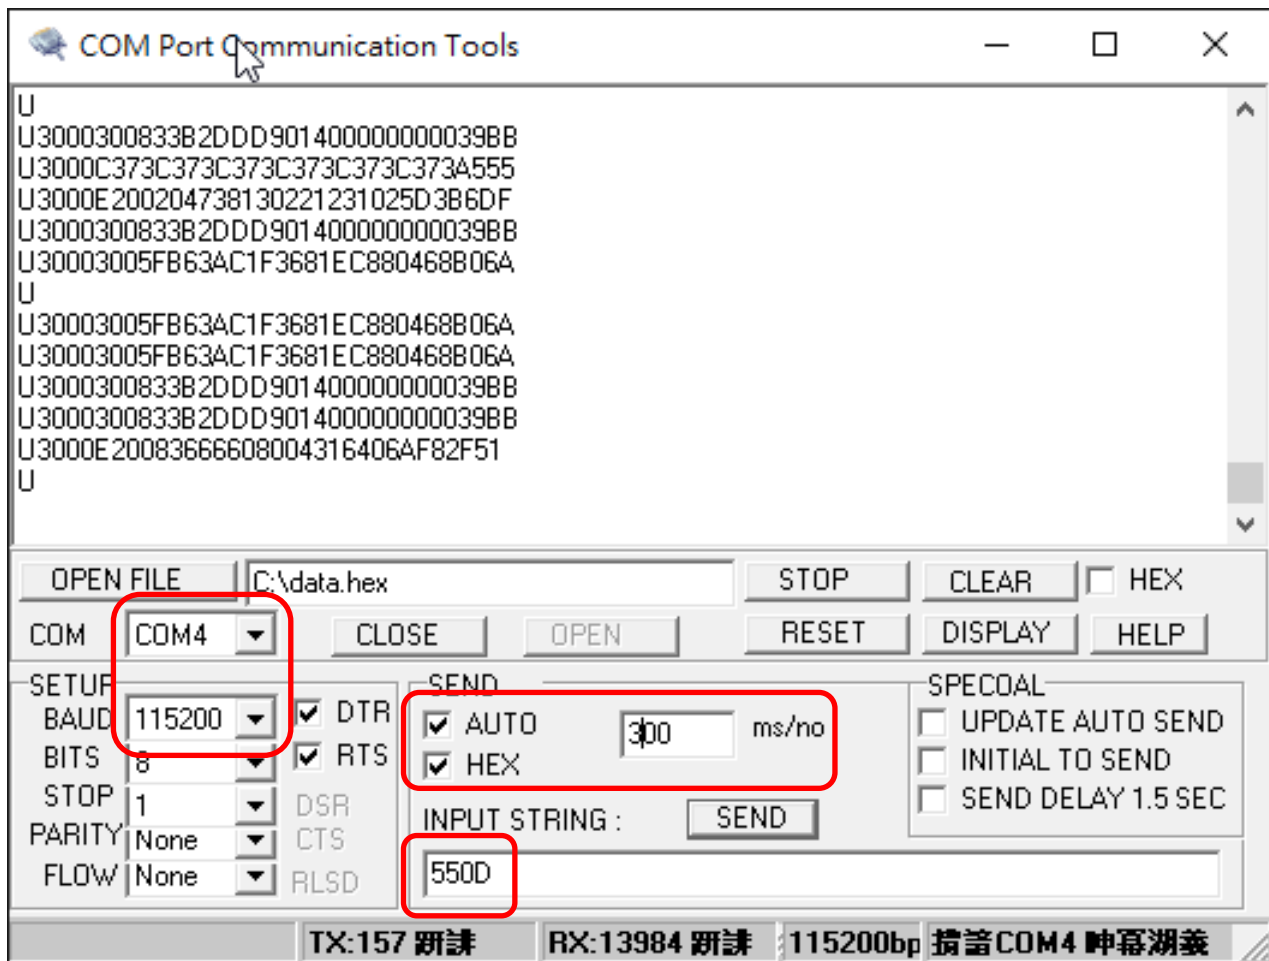 COM Port Communication Tools
U
U3000300833B2DDD901400000000039BB
U3000C373C373C373C373C373C373A555
U3000E2002047381302212310 25D3B6DF
U3000300833B2DDD901400000000039BB
U30003005FB63AC1F3681EC880468B06A
U
U30003005FB63AC1F3681EC880468B06A
U30003005FB63AC1F3681EC880468B06A
U3000300833B2DDD901400000000039BB
U3000300833B2DDD901400000000039BB
U3000E2008366660800431640 6AF82F51
U
OPEN FILE C:\data.hex STOP CLEAR HEX
COM COM4 CLOSE OPEN RESET DISPLAY HELP
SETUP SEND SPECOAL
BAUD 115200 DTR AUTO 300 ms/no UPDATE AUTO SEND
BITS 8 RTS HEX INITIAL TO SEND
STOP 1 DSR INPUT STRING : SEND SEND DELAY 1.5 SEC
PARITY None CTS
FLOW None RLSD 550D
TX:157 RX:13984 115200bp COM4